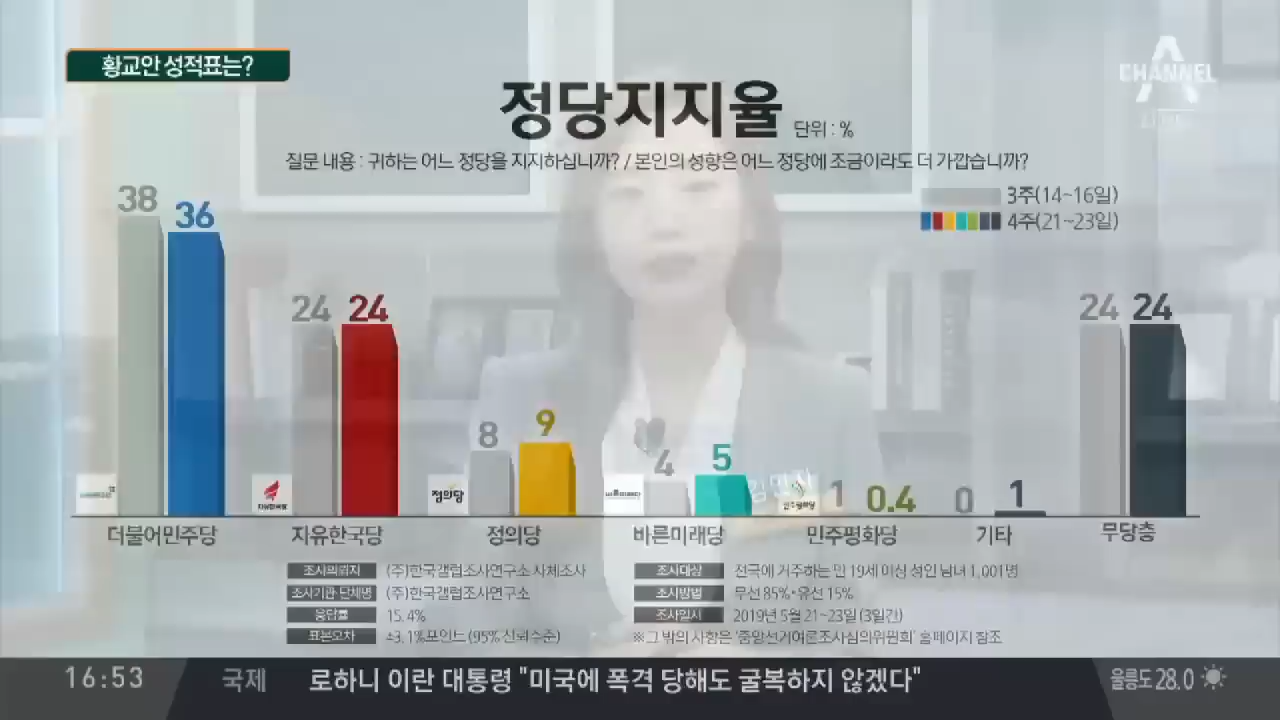 황교안 성적표는?
CHANNEL A
정당지지율 단위 : %
질문 내용 : 귀하는 어느 정당을 지지하십니까? / 본인의 성향은 어느 정당에 조금이라도 더 가깝습니까?
3주(14~16일)
4주(21~23일)
38 36
24 24
8 9
4 5
1 0.4
0 1
24 24
정의당
더불어민주당 자유한국당 정의당 바른미래당 민주평화당 기타 무당층
조사의뢰자 (주)한국갤럽조사연구소 자체조사
조사기관·단체명 (주)한국갤럽조사연구소
응답률 15.4%
표본오차 ±3.1%포인트 (95% 신뢰수준)
조사대상 전국에 거주하는 만 19세 이상 성인 남녀 1,001명
조사방법 무선 85%·유선 15%
조사일시 2019년 5월 21~23일 (3일간)
※그 밖의 사항은 '중앙선거여론조사심의위원회' 홈페이지 참조
16:53 국제 로하니 이란 대통령 "미국에 폭격 당해도 굴복하지 않겠다" 울릉도 28.0